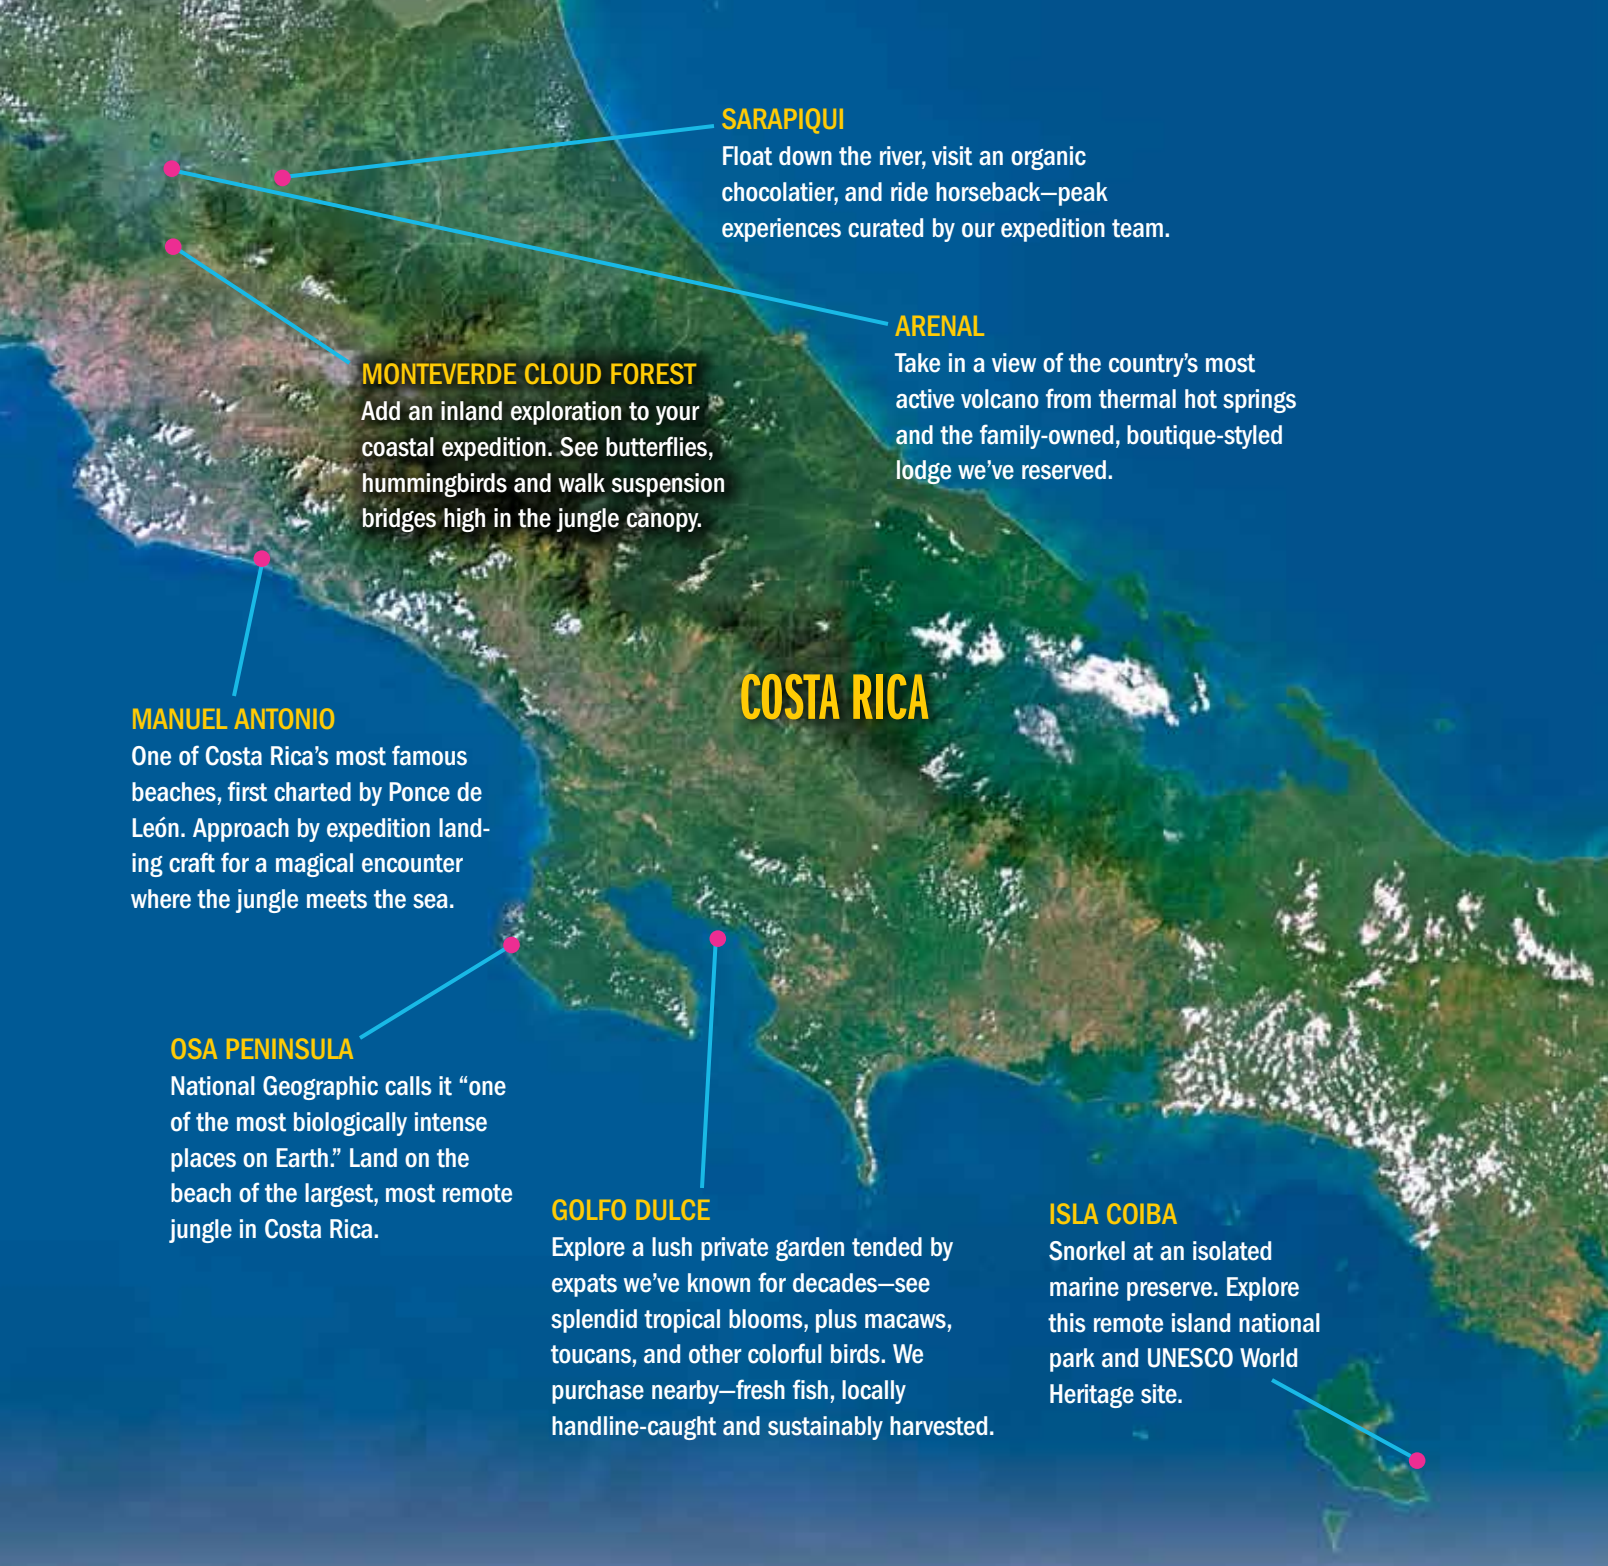 SARAPIQUI
Float down the river, visit an organic
chocolatier, and ride horseback—peak
experiences curated by our expedition team.
ARENAL
Take in a view of the country’s most
active volcano from thermal hot springs
and the family-owned, boutique-styled
lodge we’ve reserved.
MONTEVERDE CLOUD FOREST
Add an inland exploration to your
coastal expedition. See butterflies,
hummingbirds and walk suspension
bridges high in the jungle canopy.
COSTA RICA
MANUEL ANTONIO
One of Costa Rica’s most famous
beaches, first charted by Ponce de
León. Approach by expedition land-
ing craft for a magical encounter
where the jungle meets the sea.
OSA PENINSULA
National Geographic calls it “one
of the most biologically intense
places on Earth.” Land on the
beach of the largest, most remote
jungle in Costa Rica.
GOLFO DULCE
Explore a lush private garden tended by
expats we’ve known for decades—see
splendid tropical blooms, plus macaws,
toucans, and other colorful birds. We
purchase nearby—fresh fish, locally
handline-caught and sustainably harvested.
ISLA COIBA
Snorkel at an isolated
marine preserve. Explore
this remote island national
park and UNESCO World
Heritage site.